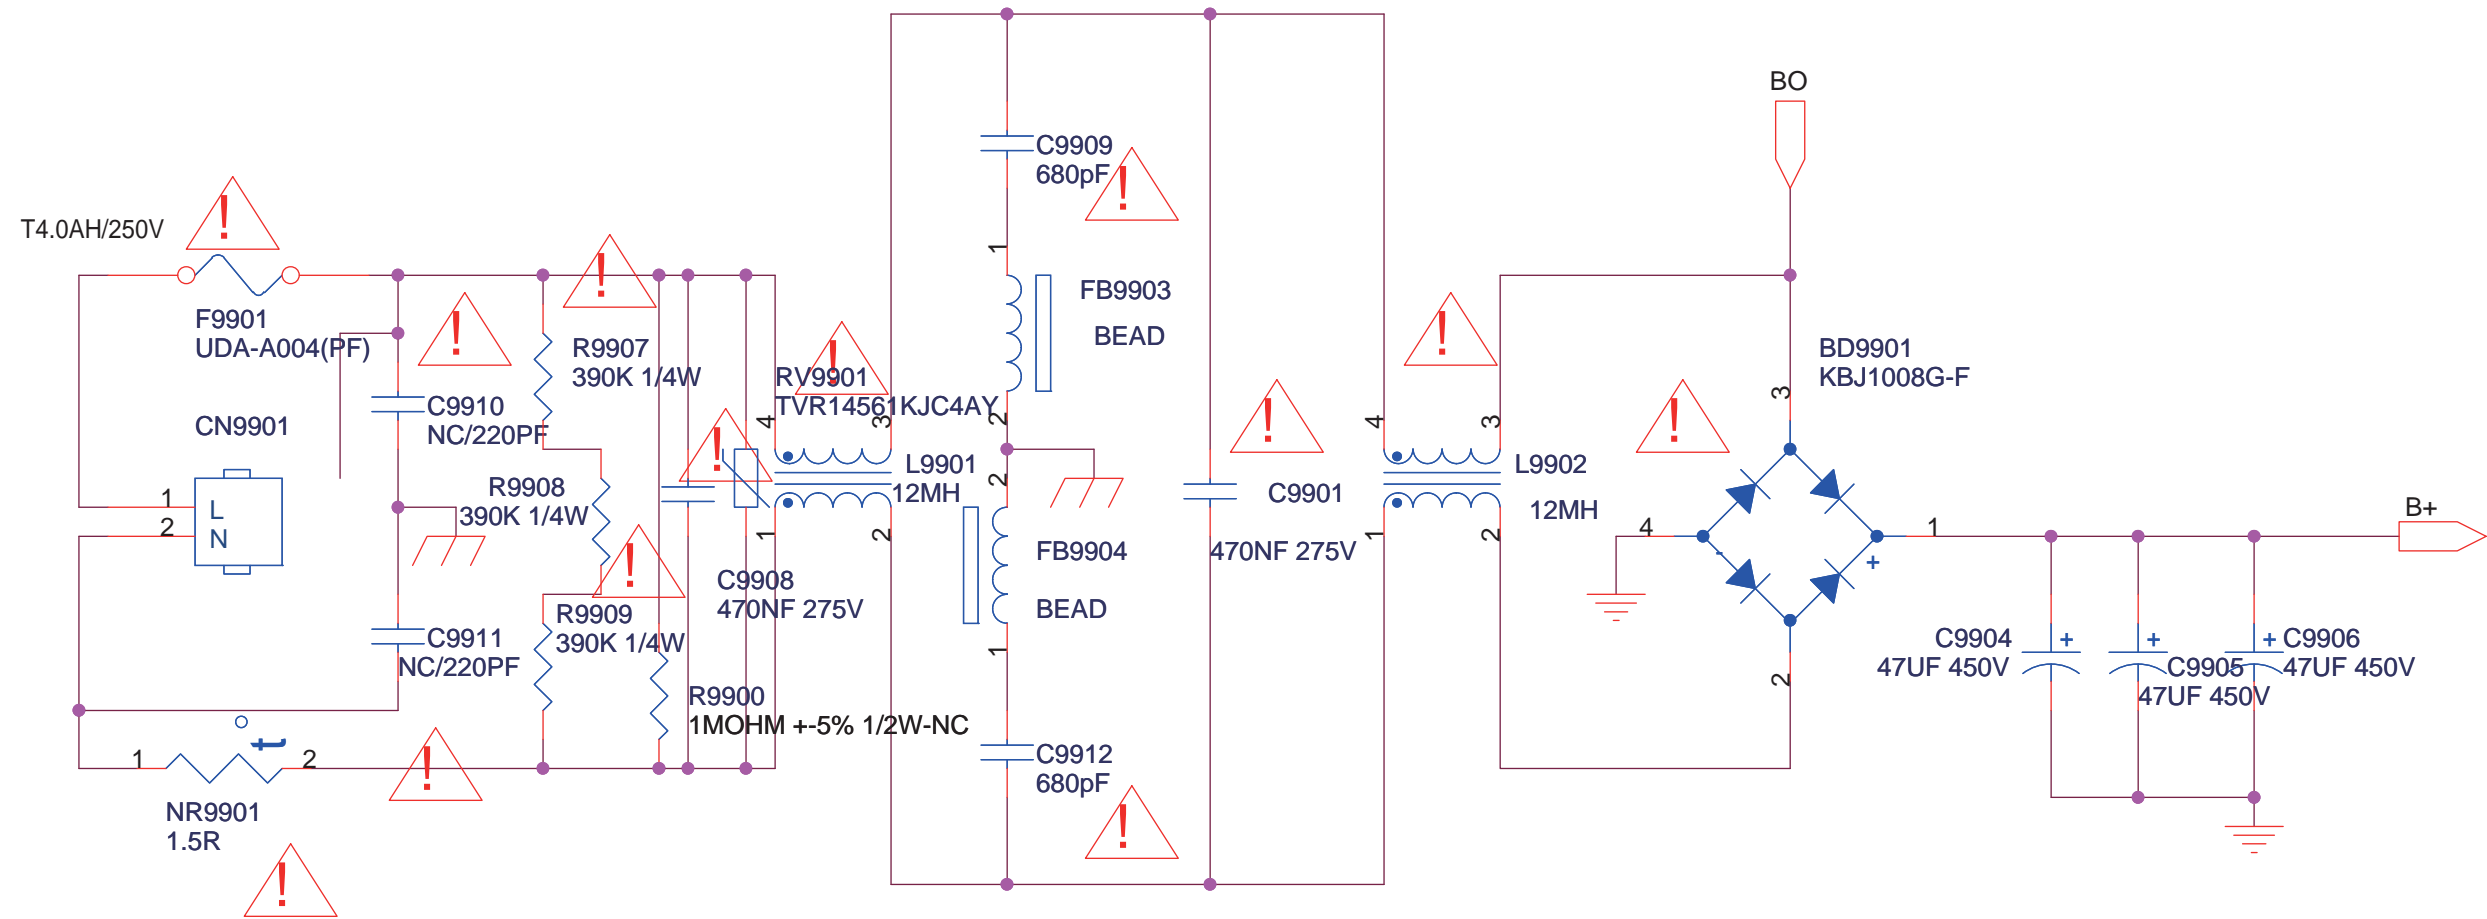 BO
C9909
680pF
!
!
T4.0AH/250V
1
F9901
UDA-A004(PF)
!
!
!
FB9903
BEAD
!
R9907
390K 1/4W
RV9901
TVR14561KJC4AY
BD9901
KBJ1008G-F
3
CN9901
C9910
NC/220PF
!
4
3
2
!
4
3
!
L9901
12MH
L9902
12MH
1
2
L
N
R9908
390K 1/4W
2
C9901
470NF 275V
4
1
B+
-
+
1
2
FB9904
BEAD
1
2
!
C9908
470NF 275V
R9909
390K 1/4W
C9911
NC/220PF
1
2
C9904
47UF 450V
+
+
C9905
47UF 450V
+
C9906
47UF 450V
R9900
1MOHM +-5% 1/2W-NC
t
1
2
!
C9912
680pF
NR9901
1.5R
!
!